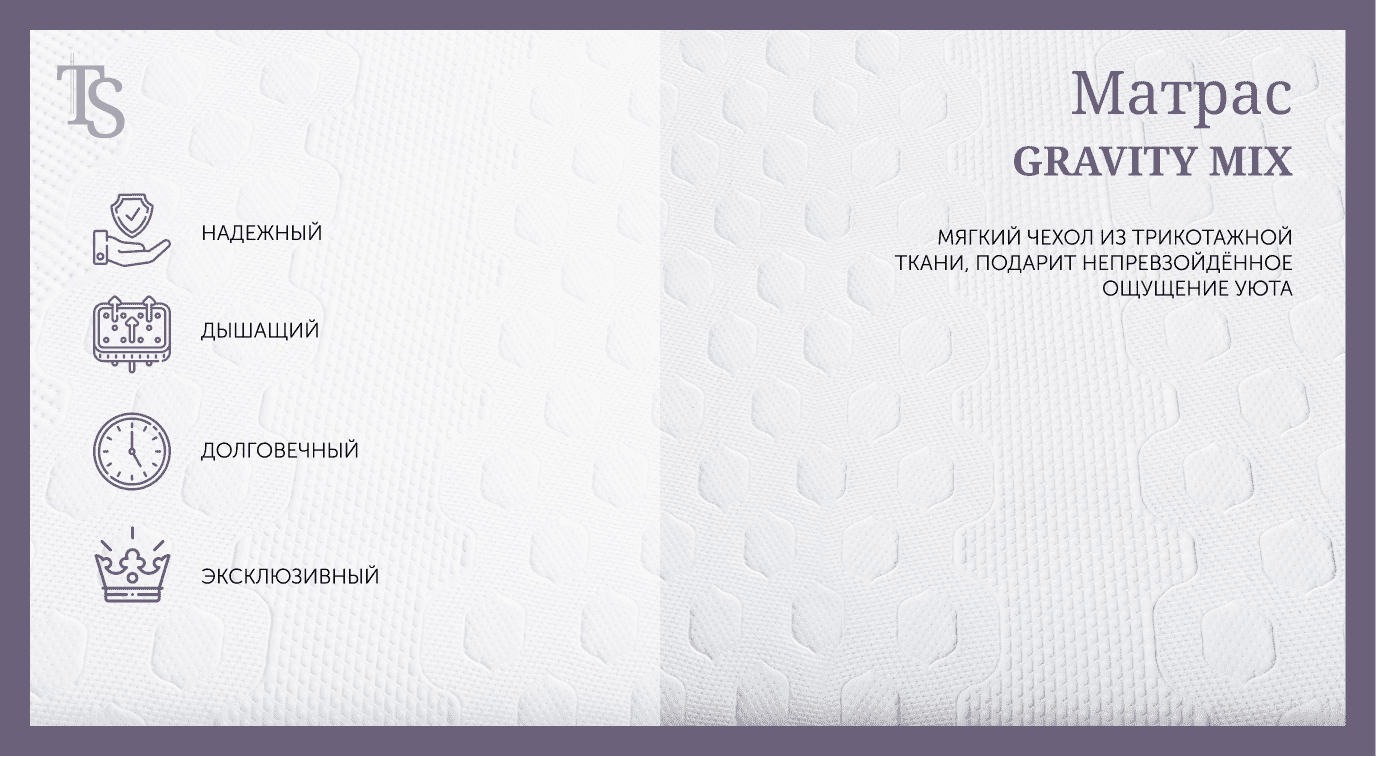 TS
Матрас
GRAVITY MIX
МЯГКИЙ ЧЕХОЛ ИЗ ТРИКОТАЖНОЙ
ТКАНИ, ПОДАРИТ НЕПРЕВЗОЙДЁННОЕ
ОЩУЩЕНИЕ УЮТА
НАДЕЖНЫЙ
ДЫШАЩИЙ
ДОЛГОВЕЧНЫЙ
ЭКСКЛЮЗИВНЫЙ